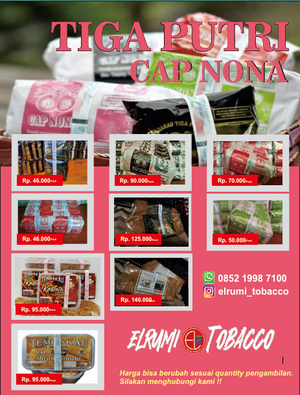 TIGA PUTRI
CAP NONA
CAP NONA
Rp. 46.000
Rp. 90.000
Rp. 70.000
Rp. 46.000
Rp. 125.000
Rp. 50.000
0852 1998 7100
elrumi_tobacco
Rp. 95.000
Rp. 140.000
ELRUMI TOBACCO
TEMBAKAU
Rp. 95.000
Harga bisa berubah sesuai quantity pengambilan.
Silakan menghubungi kami !!